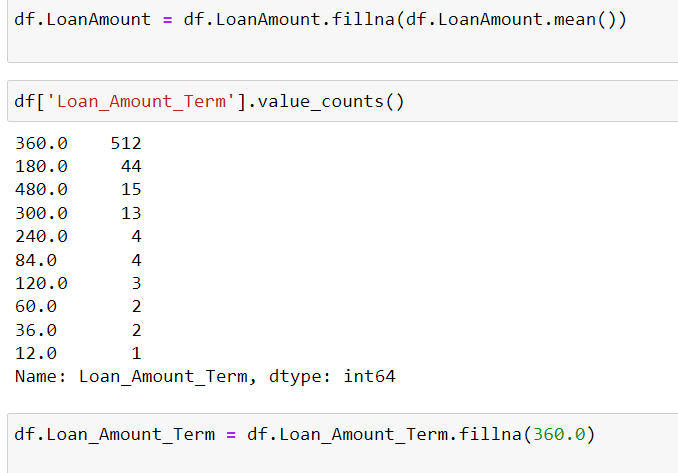 df.LoanAmount = df.LoanAmount.fillna(df.LoanAmount.mean())
df['Loan_Amount_Term'].value_counts()
360.0    512
180.0     44
480.0     15
300.0     13
240.0      4
84.0       4
120.0      3
60.0       2
36.0       2
12.0       1
Name: Loan_Amount_Term, dtype: int64
df.Loan_Amount_Term = df.Loan_Amount_Term.fillna(360.0)